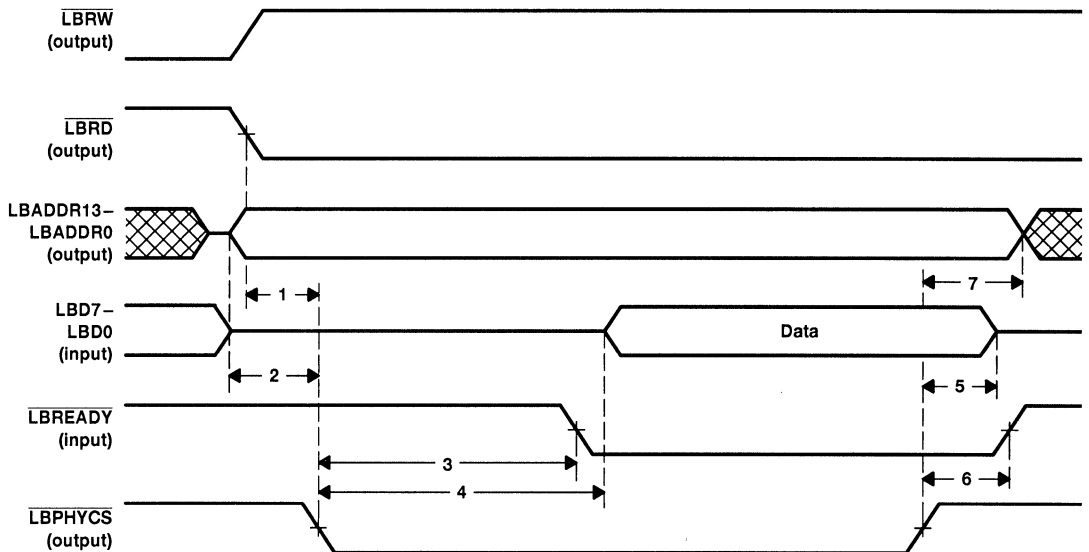 LBRW
(output)
LBRD
(output)
LBADDR13–
LBADDR0
(output)
1
7
LBD7–
LBD0
(input)
Data
2
5
LBREADY
(input)
3
6
4
LBPHYCS
(output)